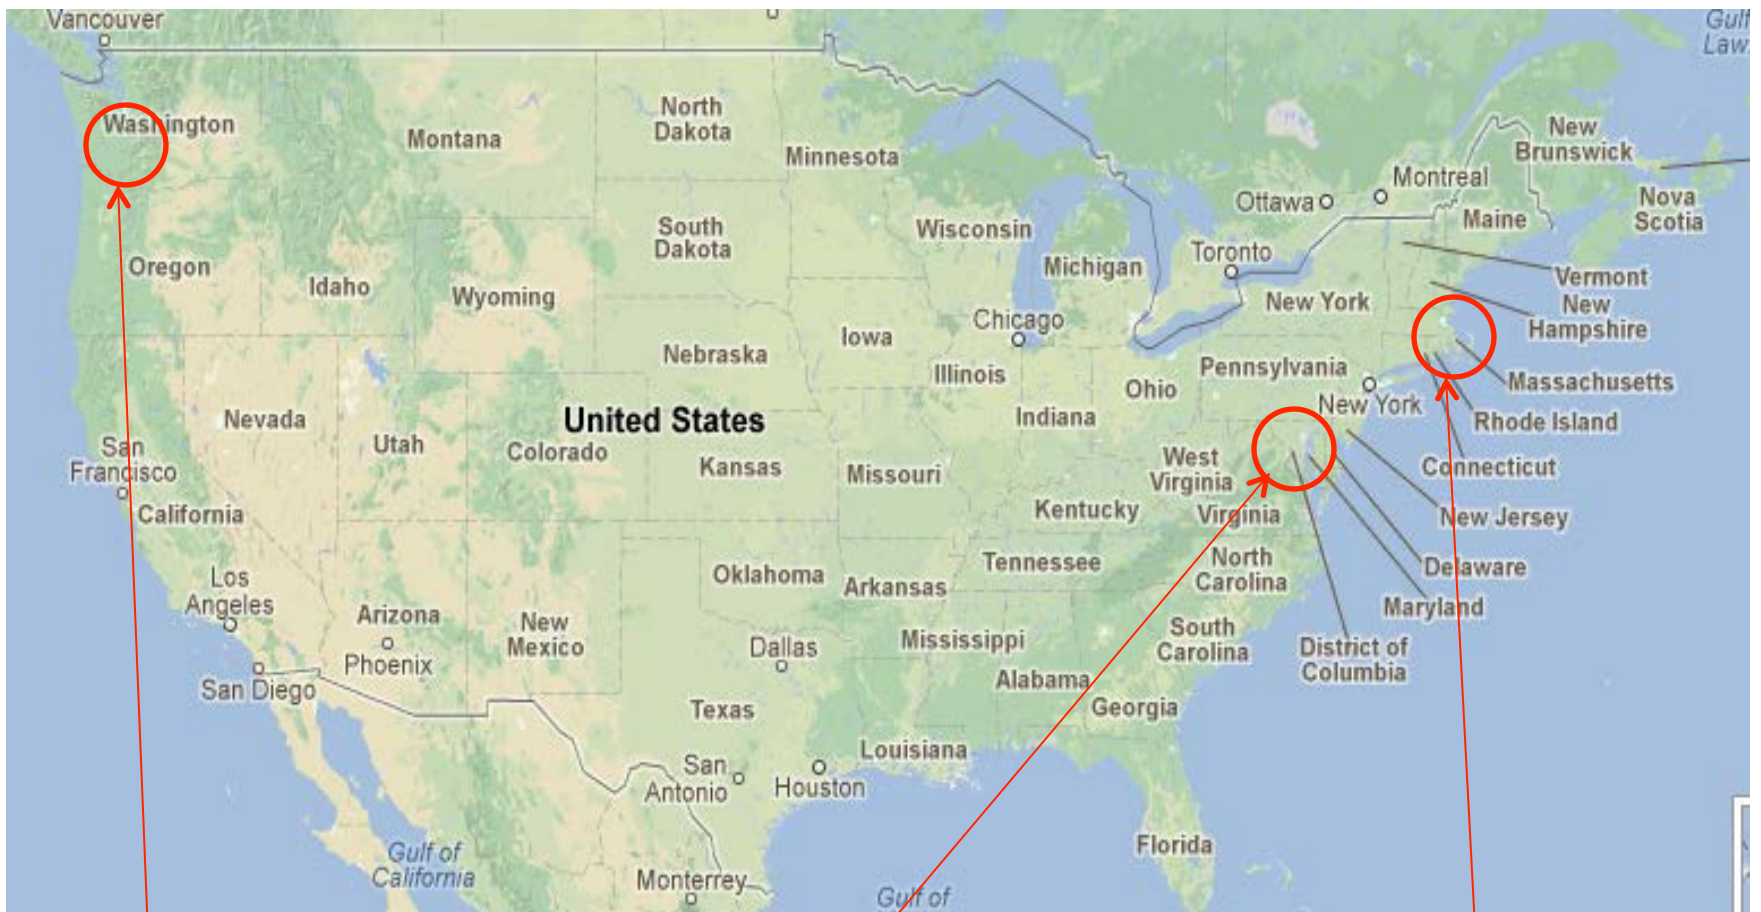 Vancouver
Gulf
Law
Washington
Montana
North
Dakota
Minnesota
New
Brunswick
Ottawa
Montreal
Nova
Scotia
Maine
South
Dakota
Wisconsin
Toronto
Michigan
Oregon
Idaho
Wyoming
Vermont
New
Hampshire
New York
Chicago
Iowa
Nebraska
Illinois
Ohio
Pennsylvania
Massachusetts
New York
Rhode Island
Nevada
United States
Indiana
Utah
Colorado
Kansas
Missouri
West
Virginia
Connecticut
San
Francisco
California
Kentucky
Virginia
New Jersey
Tennessee
North
Carolina
Delaware
Los
Angeles
Oklahoma
Arkansas
Maryland
Arizona
New
Mexico
Phoenix
Dallas
Mississippi
South
Carolina
District of
Columbia
San Diego
Alabama
Texas
Georgia
Louisiana
San
Antonio
Houston
Florida
Gulf of
California
Monterrey
Gulf of